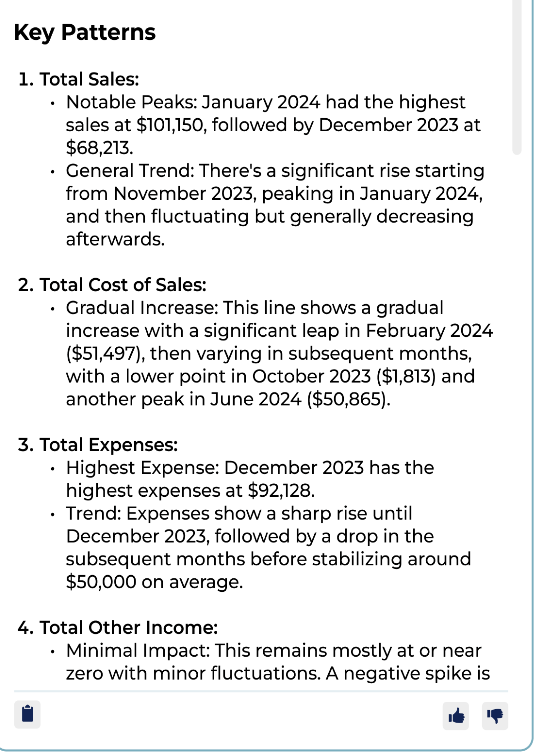 Key Patterns
1. Total Sales:
• Notable Peaks: January 2024 had the highest
sales at $101,150, followed by December 2023 at
$68,213.
• General Trend: There's a significant rise starting
from November 2023, peaking in January 2024,
and then fluctuating but generally decreasing
afterwards.
2. Total Cost of Sales:
• Gradual Increase: This line shows a gradual
increase with a significant leap in February 2024
($51,497), then varying in subsequent months,
with a lower point in October 2023 ($1,813) and
another peak in June 2024 ($50,865).
3. Total Expenses:
• Highest Expense: December 2023 has the
highest expenses at $92,128.
• Trend: Expenses show a sharp rise until
December 2023, followed by a drop in the
subsequent months before stabilizing around
$50,000 on average.
4. Total Other Income:
• Minimal Impact: This remains mostly at or near
zero with minor fluctuations. A negative spike is